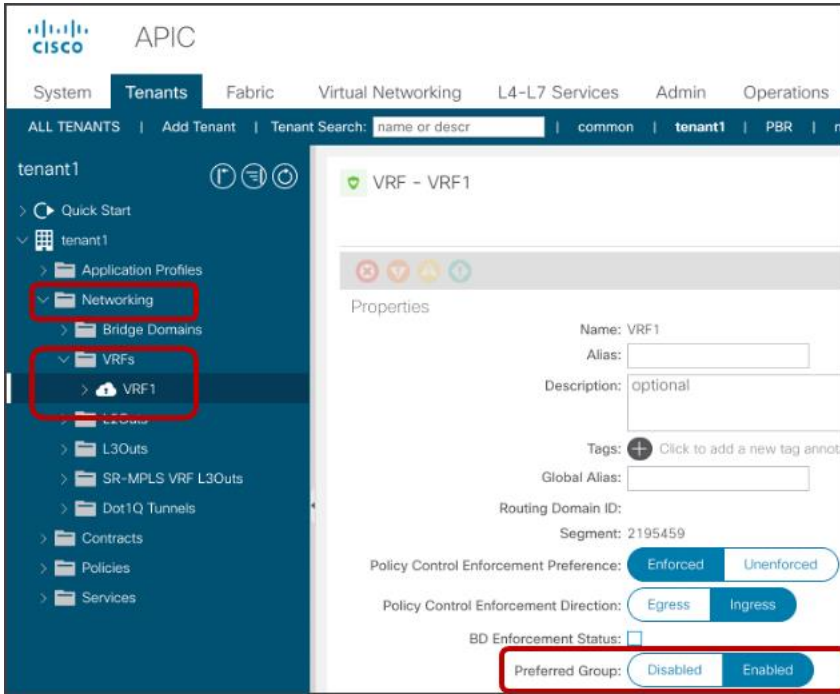 CISCO APIC
System Tenants Fabric Virtual Networking L4-L7 Services Admin Operations
ALL TENANTS | Add Tenant | Tenant Search: name or descr | common | tenant1 | PBR |
tenant1
VRF - VRF1
Quick Start
tenant1
Application Profiles
Networking
Bridge Domains
VRFs
VRF1
L2Outs
L3Outs
SR-MPLS VRF L3Outs
Dot1Q Tunnels
Contracts
Policies
Services
Properties
Name: VRF1
Alias:
Description: optional
Tags: Click to add a new tag annot
Global Alias:
Routing Domain ID:
Segment: 2195459
Policy Control Enforcement Preference: Enforced Unenforced
Policy Control Enforcement Direction: Egress Ingress
BD Enforcement Status:
Preferred Group: Disabled Enabled